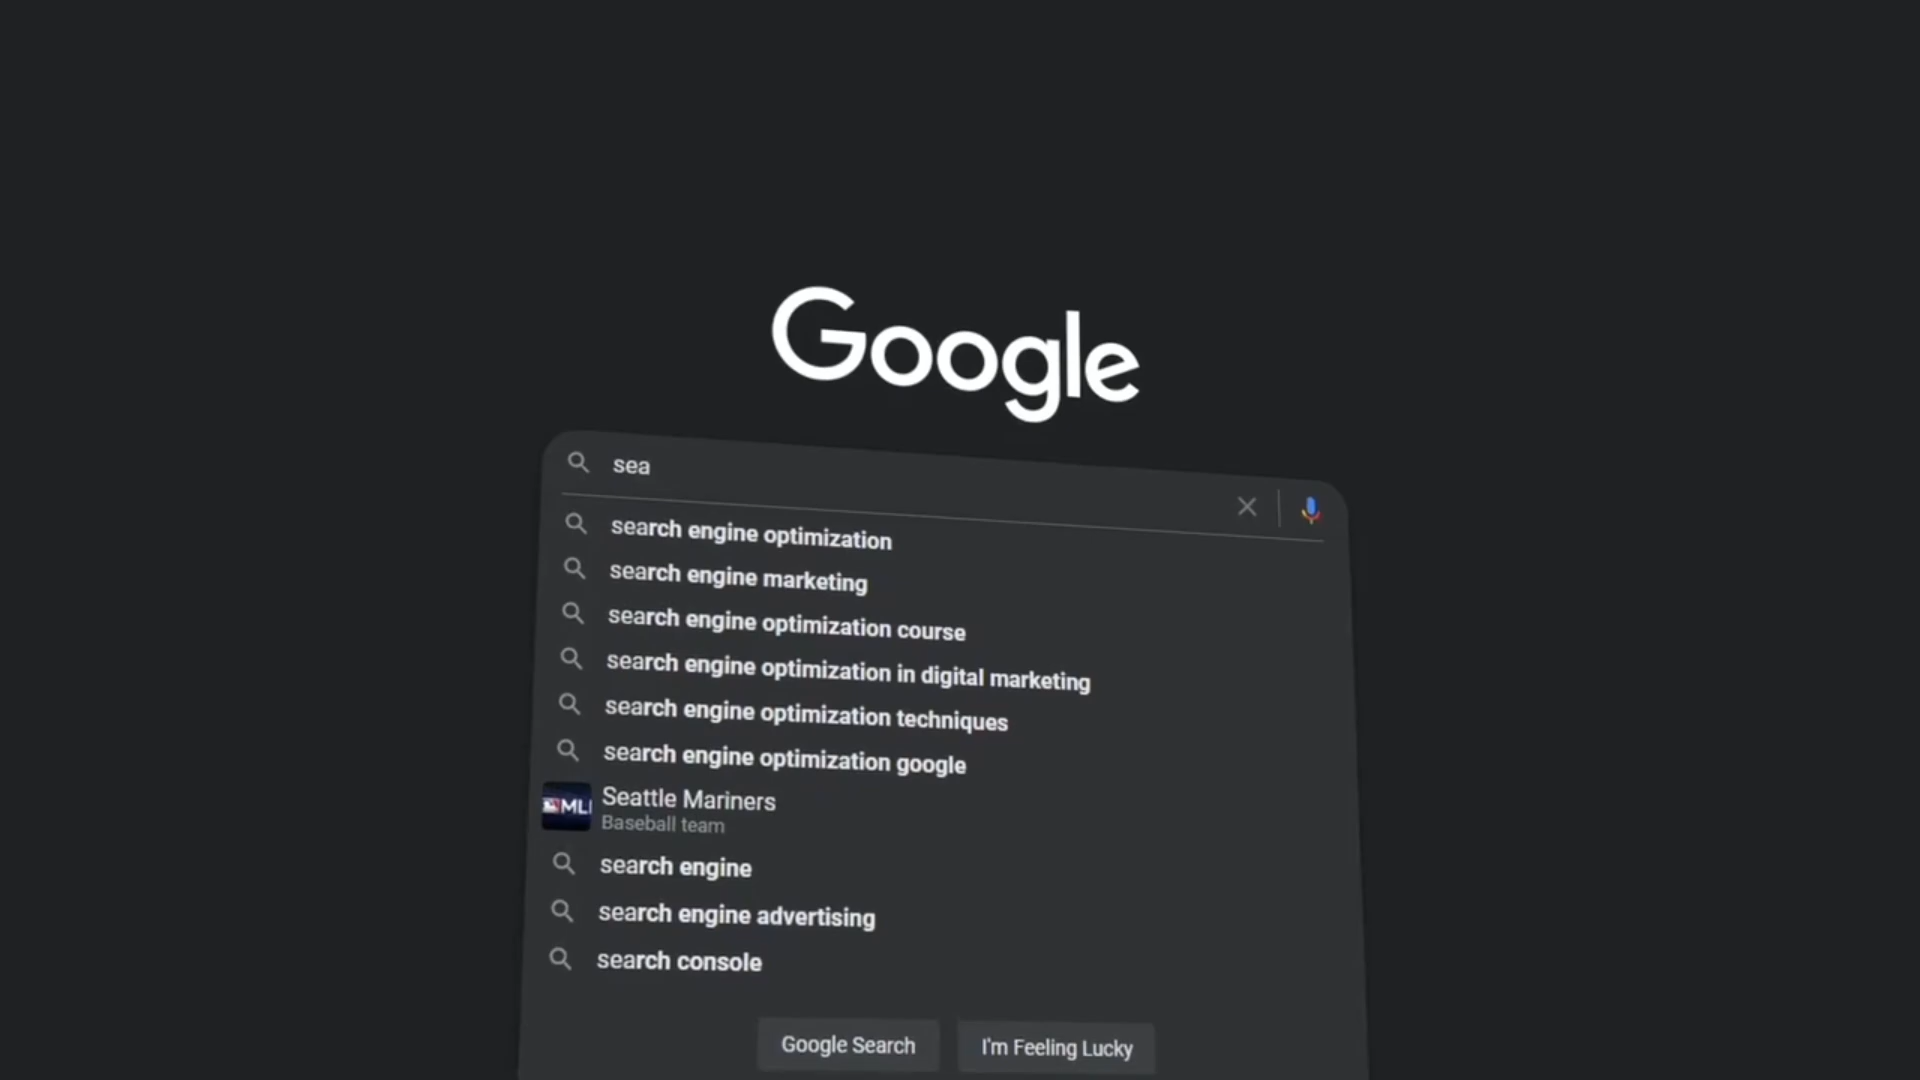 Google
sea
search engine optimization
search engine marketing
search engine optimization course
search engine optimization in digital marketing
search engine optimization techniques
search engine optimization google
Seattle Mariners
Baseball team
search engine
search engine advertising
search console
Google Search
I'm Feeling Lucky